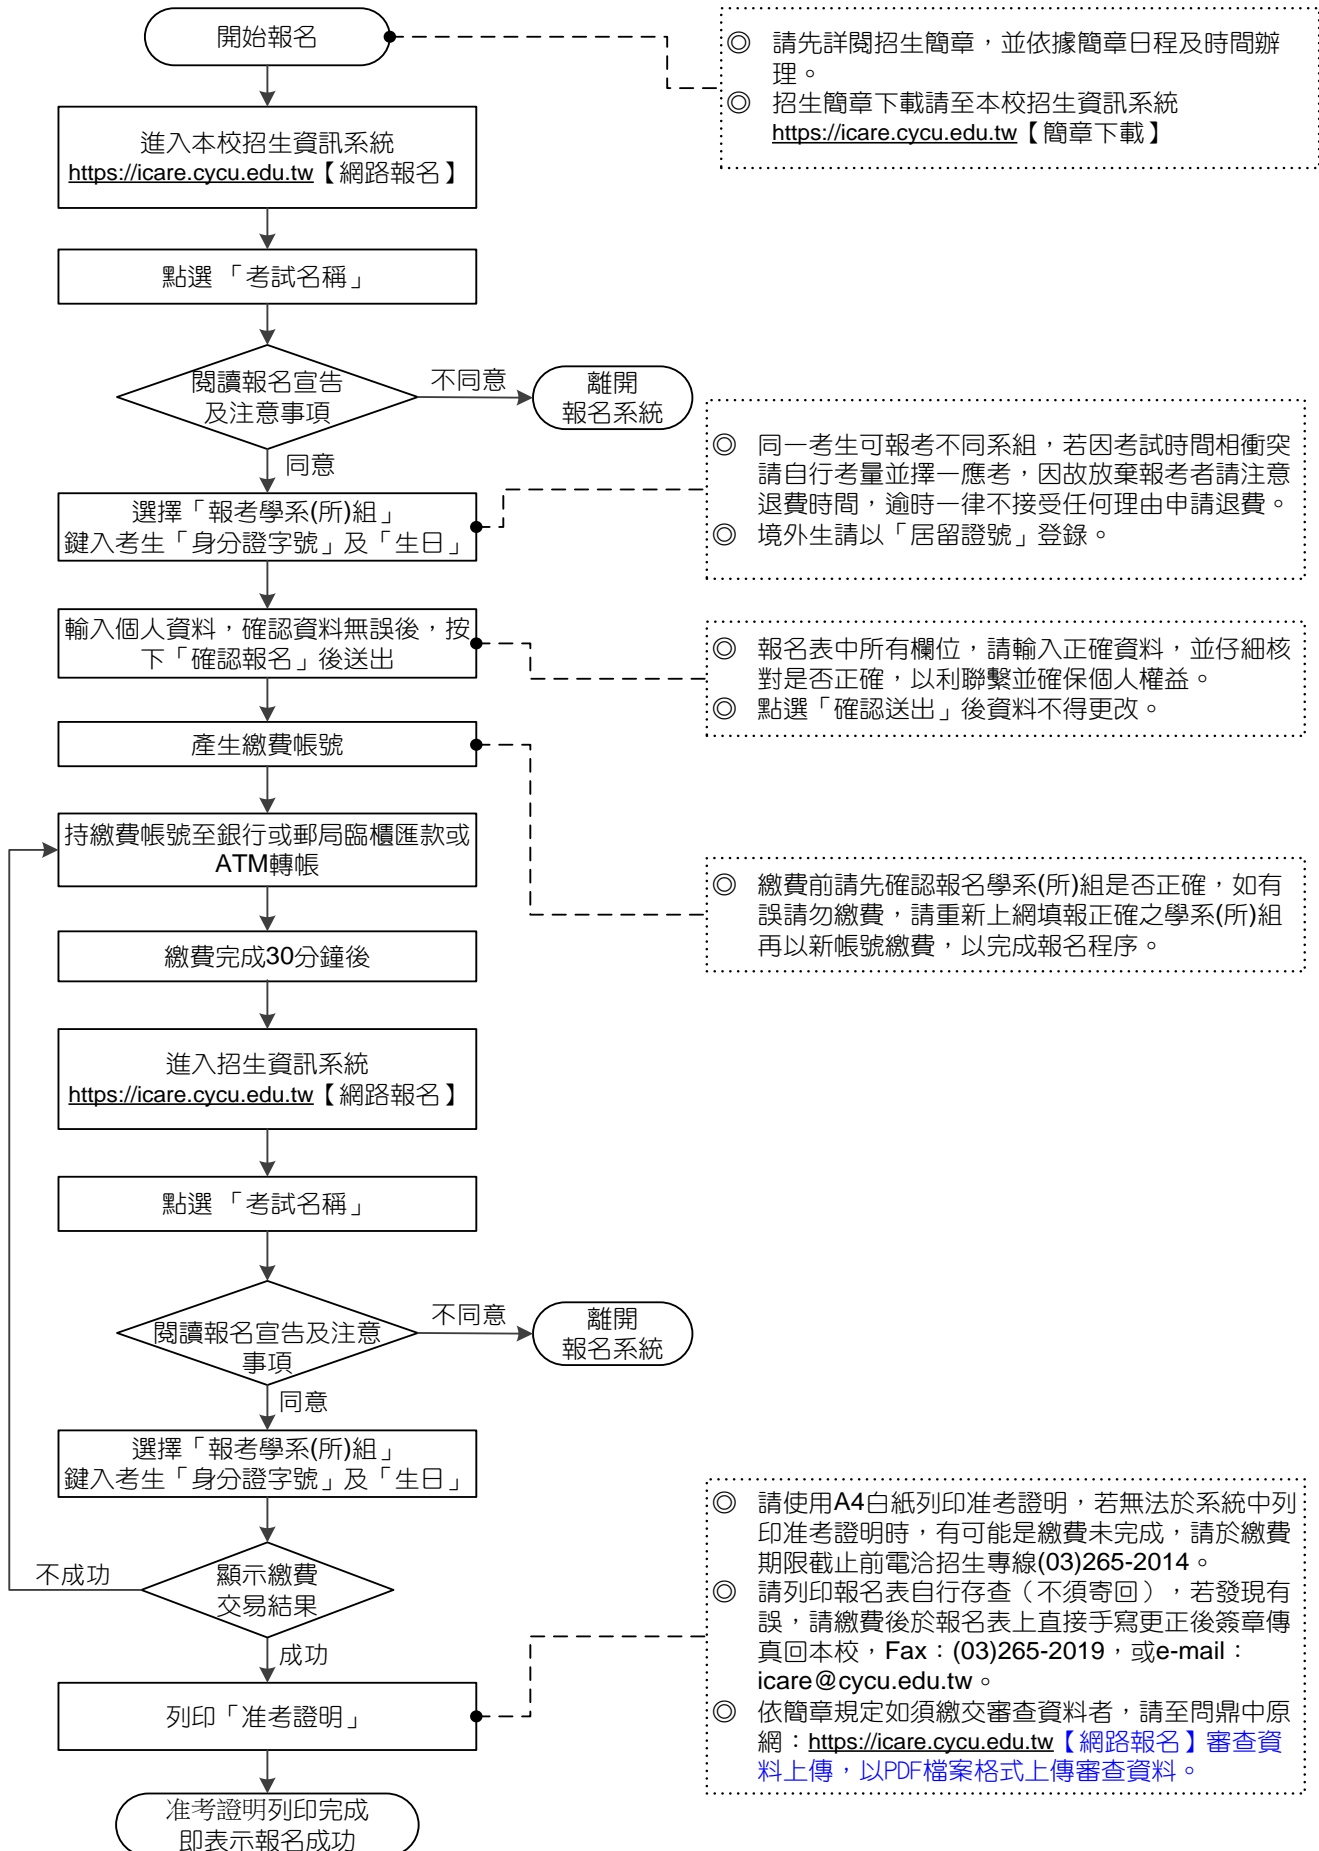 開始報名
◎ 請先詳閱招生簡章，並依據簡章日程及時間辦
理。
◎ 招生簡章下載請至本校招生資訊系統
https://icare.cycu.edu.tw【簡章下載】
進入本校招生資訊系統
https://icare.cycu.edu.tw【網路報名】
點選 「考試名稱」
閱讀報名宣告
及注意事項
不同意
離開
報名系統
同意
◎ 同一考生可報考不同系組，若因考試時間相衝突
請自行考量並擇一應考，因故放棄報考者請注意
退費時間，逾時一律不接受任何理由申請退費。
◎ 境外生請以「居留證號」登錄。
選擇「報考學系(所)組」
鍵入考生「身分證字號」及「生日」
輸入個人資料，確認資料無誤後，按
下「確認報名」後送出
◎ 報名表中所有欄位，請輸入正確資料，並仔細核
對是否正確，以利聯繫並確保個人權益。
◎ 點選「確認送出」後資料不得更改。
產生繳費帳號
持繳費帳號至銀行或郵局臨櫃匯款或
ATM轉帳
◎ 繳費前請先確認報名學系(所)組是否正確，如有
誤請勿繳費，請重新上網填報正確之學系(所)組
再以新帳號繳費，以完成報名程序。
繳費完成30分鐘後
進入招生資訊系統
https://icare.cycu.edu.tw【網路報名】
點選 「考試名稱」
閱讀報名宣告及注意
事項
不同意
離開
報名系統
同意
選擇「報考學系(所)組」
鍵入考生「身分證字號」及「生日」
顯示繳費
交易結果
不成功
成功
◎ 請使用A4白紙列印准考證明，若無法於系統中列
印准考證明時，有可能是繳費未完成，請於繳費
期限截止前電洽招生專線(03)265-2014。
◎ 請列印報名表自行存查（不須寄回），若發現有
誤，請繳費後於報名表上直接手寫更正後簽章傳
真回本校，Fax：(03)265-2019，或e-mail：
icare@cycu.edu.tw。
◎ 依簡章規定如須繳交審查資料者，請至問鼎中原
網：https://icare.cycu.edu.tw【網路報名】審查資
料上傳，以PDF檔案格式上傳審查資料。
列印「准考證明」
准考證明列印完成
即表示報名成功